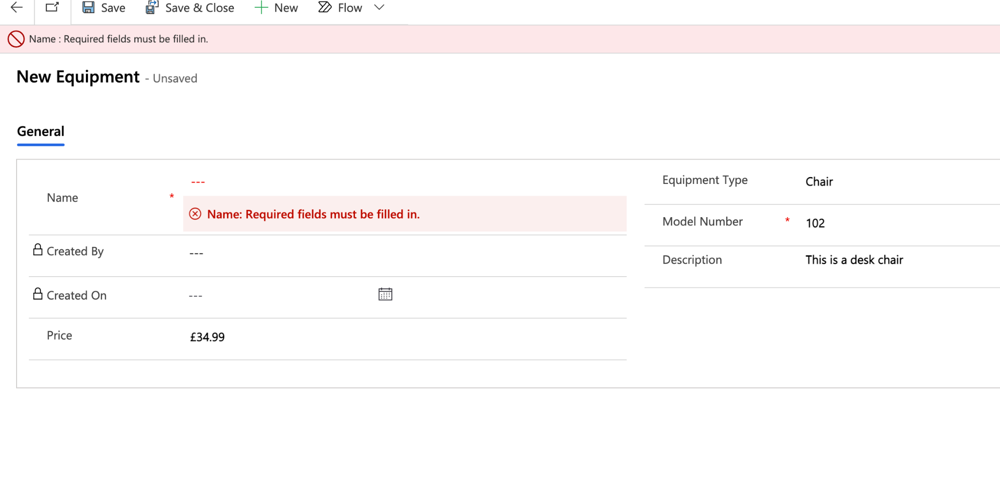 Save
Save & Close
New
Flow
Name : Required fields must be filled in.
New Equipment - Unsaved
General
Name *
---
Name: Required fields must be filled in.
Created By ---
Created On ---
Price £34.99
Equipment Type Chair
Model Number * 102
Description This is a desk chair